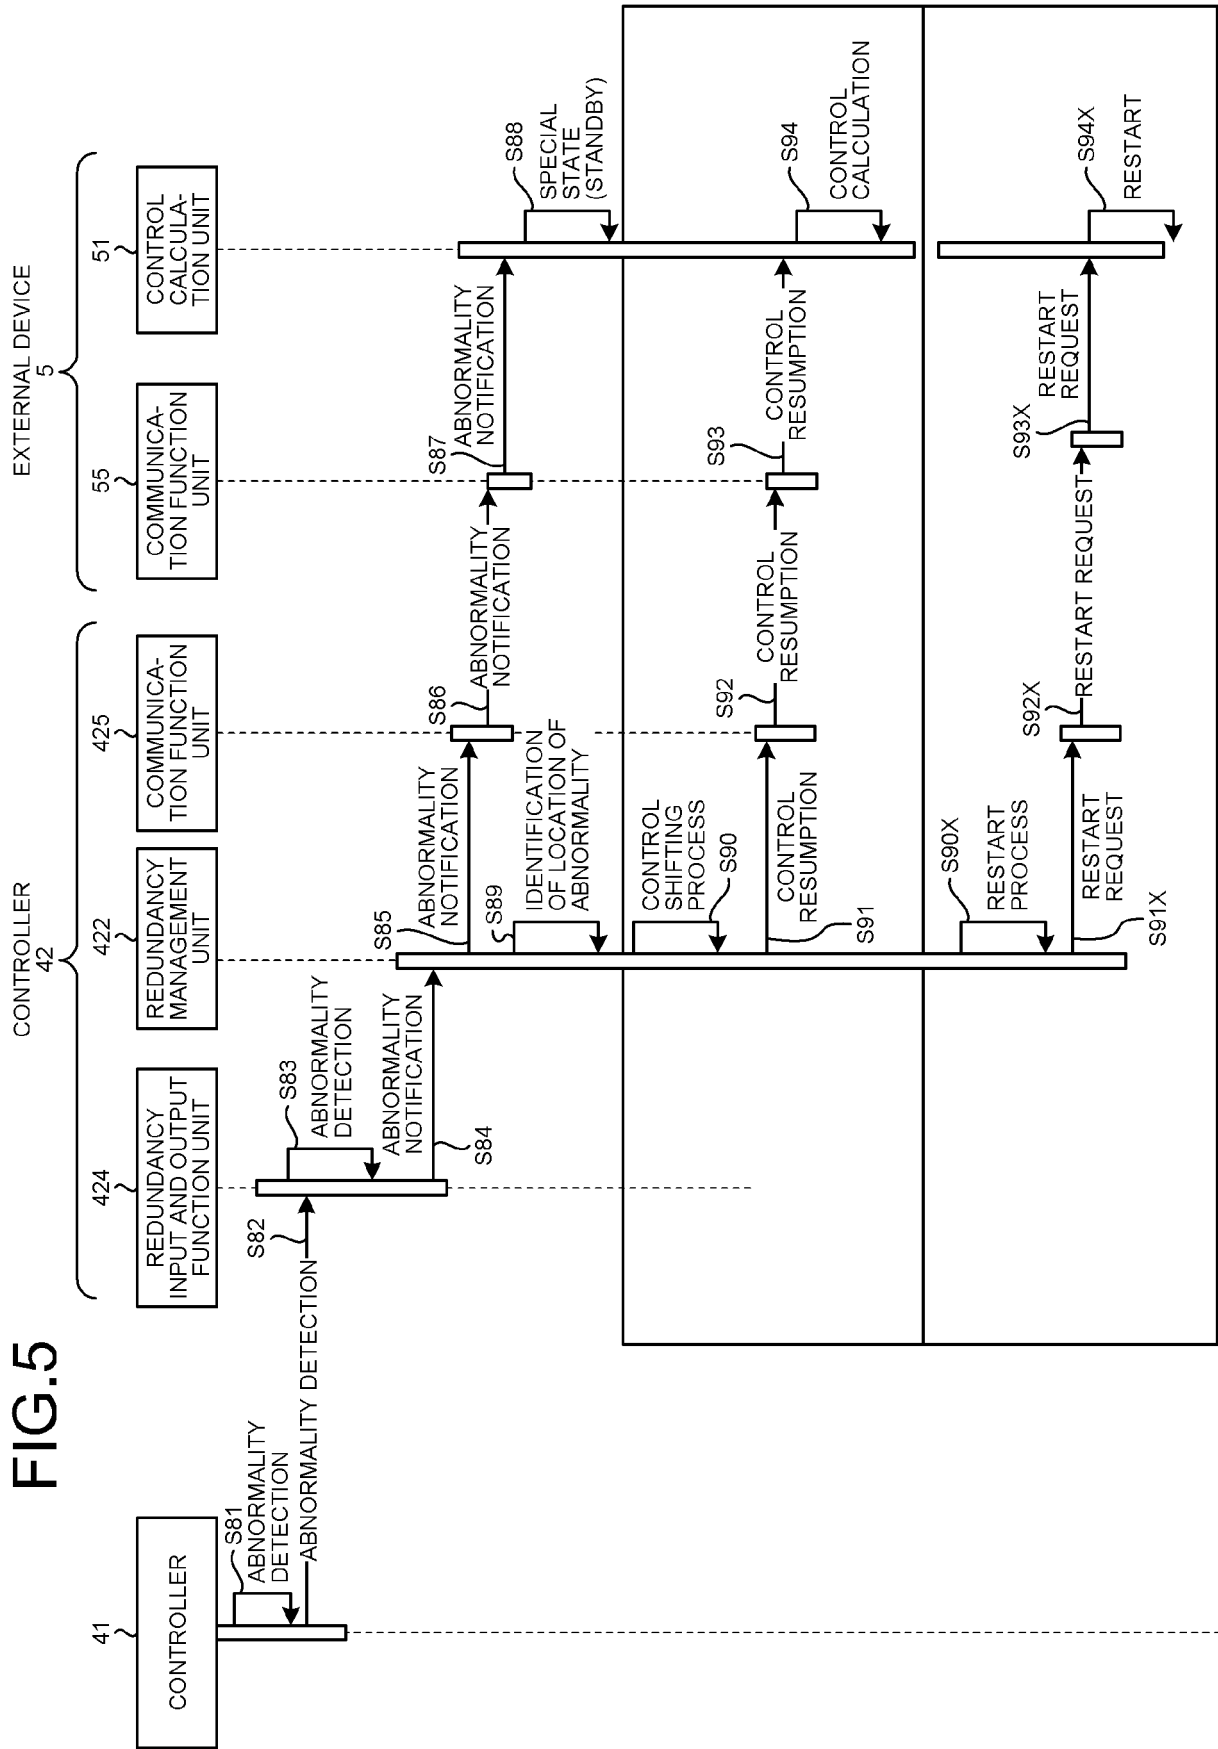 FIG.5
CONTROLLER
42
EXTERNAL DEVICE
5
41
424
422
425
55
51
CONTROLLER
REDUNDANCY
INPUT AND OUTPUT
FUNCTION UNIT
REDUNDANCY
MANAGEMENT
UNIT
COMMUNICA-
TION FUNCTION
UNIT
COMMUNICA-
TION FUNCTION
UNIT
CONTROL
CALCULA-
TION UNIT
S81
ABNORMALITY
DETECTION
ABNORMALITY DETECTION
S82
S83
ABNORMALITY
DETECTION
ABNORMALITY
NOTIFICATION
S84
S85
ABNORMALITY
NOTIFICATION
S86
ABNORMALITY
NOTIFICATION
S87
ABNORMALITY
NOTIFICATION
S88
SPECIAL
STATE
(STANDBY)
S89
IDENTIFICATION
OF LOCATION OF
ABNORMALITY
CONTROL
SHIFTING
PROCESS
S90
CONTROL
RESUMPTION
S91
S92
CONTROL
RESUMPTION
S93
CONTROL
RESUMPTION
S94
CONTROL
CALCULATION
S90X
RESTART
PROCESS
RESTART
REQUEST
S91X
S92X
RESTART REQUEST
S93X
RESTART
REQUEST
S94X
RESTART